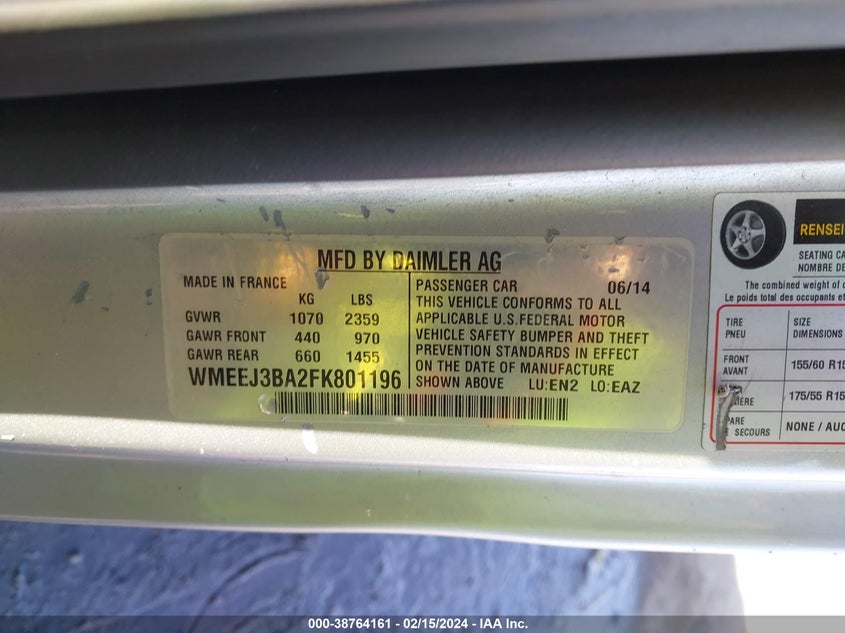 MFD BY DAIMLER AG
MADE IN FRANCE
KG LBS
GVWR 1070 2359
GAWR FRONT 440 970
GAWR REAR 660 1455
WMEEJ3BA2FK801196
PASSENGER CAR 06/14
THIS VEHICLE CONFORMS TO ALL
APPLICABLE U.S.FEDERAL MOTOR
VEHICLE SAFETY BUMPER AND THEFT
PREVENTION STANDARDS IN EFFECT
ON THE DATE OF MANUFACTURE
SHOWN ABOVE LU:EN2 LO:EAZ
SEATING
NOMBRE DE
The combined weight of
Le poids total des occupants
TIRE SIZE
PNEU DIMENSIONS
FRONT
AVANT
155/60 R15
175/55 R15
SECOURS
NONE /
000-38764161 - 02/15/2024 - IAA Inc.